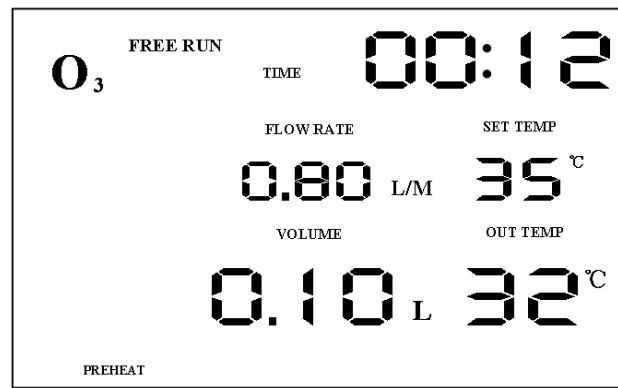 O₃ FREE RUN TIME 00:12
FLOW RATE SET TEMP
0.80 L/M 35 ℃
VOLUME OUT TEMP
0.10 L 32 ℃
PREHEAT